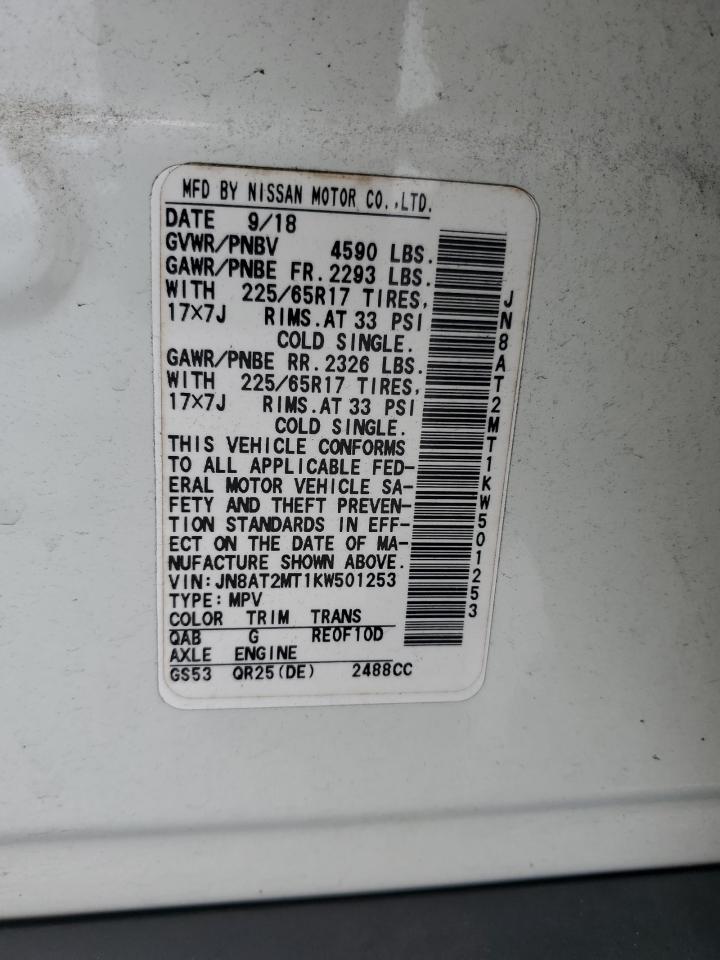 MFD BY NISSAN MOTOR CO.,LTD.
DATE 9/18
GVWR/PNBV 4590 LBS.
GAWR/PNBE FR. 2293 LBS.
WITH 225/65R17 TIRES,
17×7J RIMS. AT 33 PSI
COLD SINGLE.
GAWR/PNBE RR. 2326 LBS.
WITH 225/65R17 TIRES,
17×7J RIMS. AT 33 PSI
COLD SINGLE.
THIS VEHICLE CONFORMS
TO ALL APPLICABLE FED-
ERAL MOTOR VEHICLE SA-
FETY AND THEFT PREVEN-
TION STANDARDS IN EFF-
ECT ON THE DATE OF MA-
NUFACTURE SHOWN ABOVE.
VIN: JN8AT2MT1KW501253
TYPE: MPV
COLOR TRIM TRANS
QAB G RE0F10D
AXLE ENGINE
GS53 QR25(DE) 2488CC
JN8AT2MT1KW501253